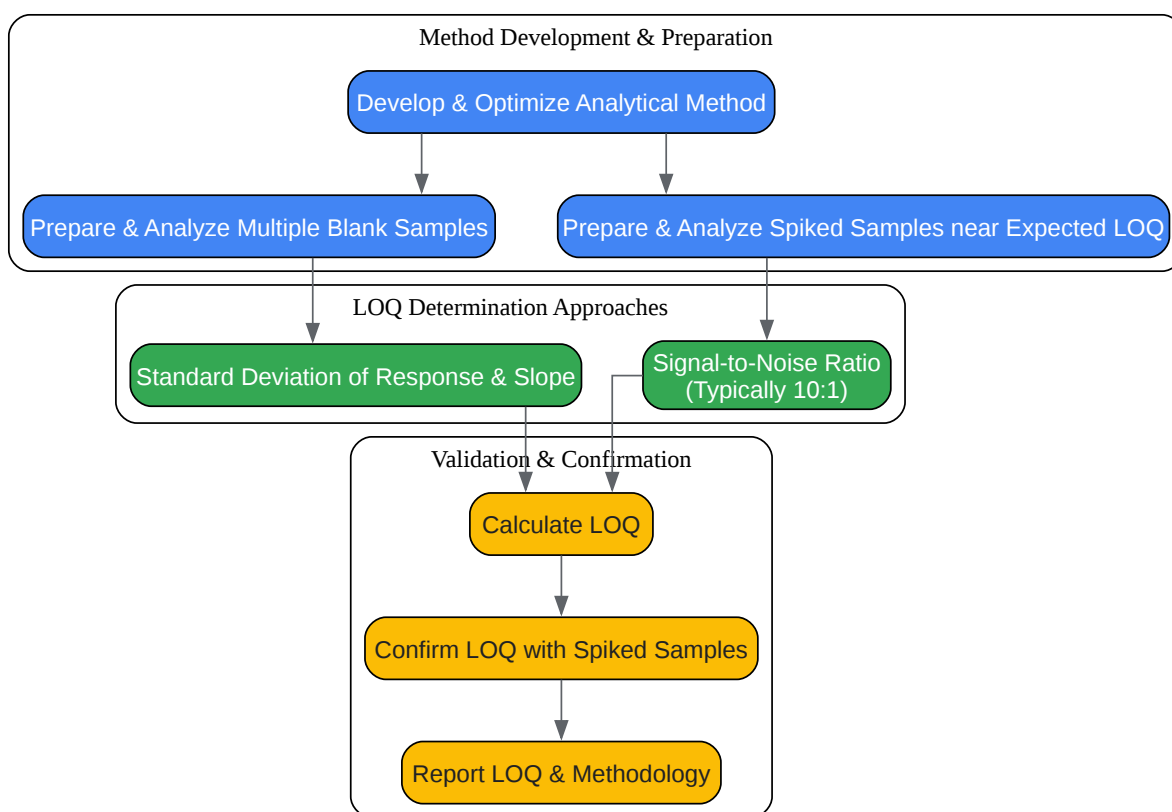 Method Development & Preparation
Develop & Optimize Analytical Method
Prepare & Analyze Multiple Blank Samples
Prepare & Analyze Spiked Samples near Expected LOQ
LOQ Determination Approaches
Standard Deviation of Response & Slope
Signal-to-Noise Ratio
(Typically 10:1)
Validation & Confirmation
Calculate LOQ
Confirm LOQ with Spiked Samples
Report LOQ & Methodology